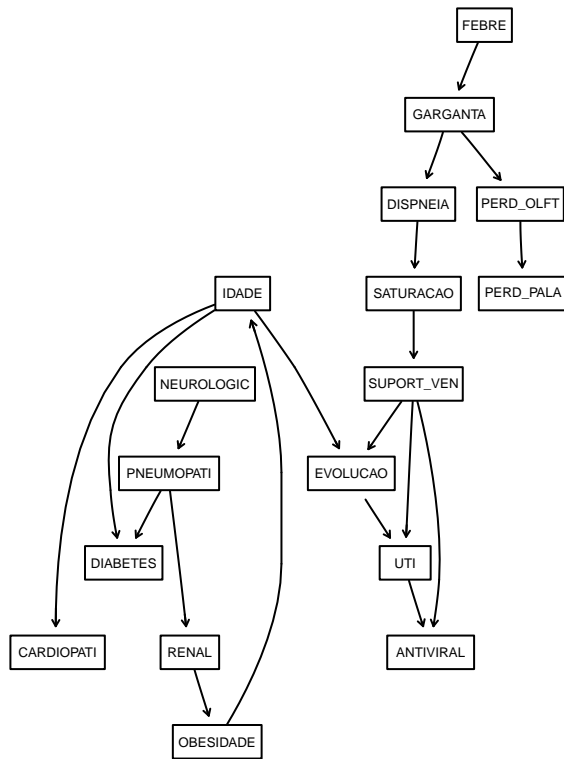 FEBRE
GARGANTA
DISPNEIA
PERD_OLFT
IDADE
SATURACAO
PERD_PALA
NEUROLOGIC
SUPORT_VEN
PNEUMOPATI
EVOLUCAO
DIABETES
UTI
CARDIOPATI
RENAL
ANTIVIRAL
OBESIDADE